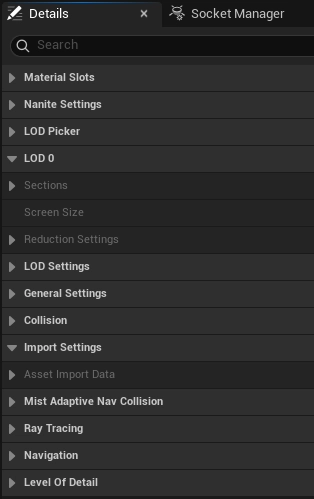 Details
Socket Manager
Search
Material Slots
Nanite Settings
LOD Picker
LOD 0
Sections
Screen Size
Reduction Settings
LOD Settings
General Settings
Collision
Import Settings
Asset Import Data
Mist Adaptive Nav Collision
Ray Tracing
Navigation
Level Of Detail